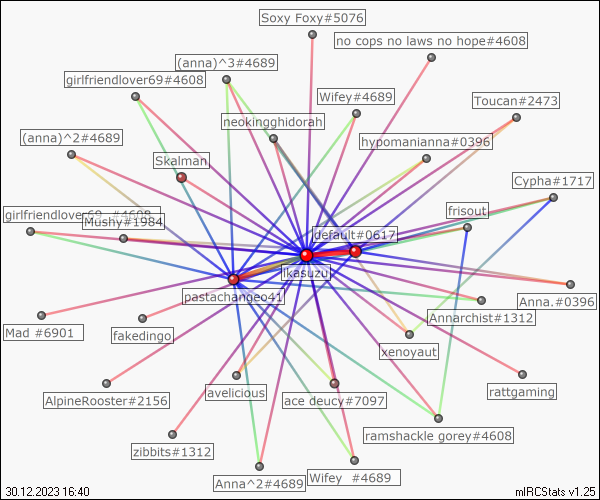 Soxy Foxy#5076
no cops no laws no hope#4608
(anna)^3#4689
girlfriendlover69#4608
Wifey#4689
Toucan#2473
neokingghidorah
(anna)^2#4689
hypomanianna#0396
Skalman
Cypha#1717
girlfriendlover69_ #4608
frisout
Mushy#1984
default#0617
ikasuzu
pastachangeo41
Anna.#0396
Annarchist#1312
Mad #6901
fakedingo
xenoyaut
avelicious
rattgaming
AlpineRooster#2156
ace deucy#7097
ramshackle gorey#4608
zibbits#1312
Anna^2#4689
Wifey_#4689
30.12.2023 16:40
mIRCStats v1.25